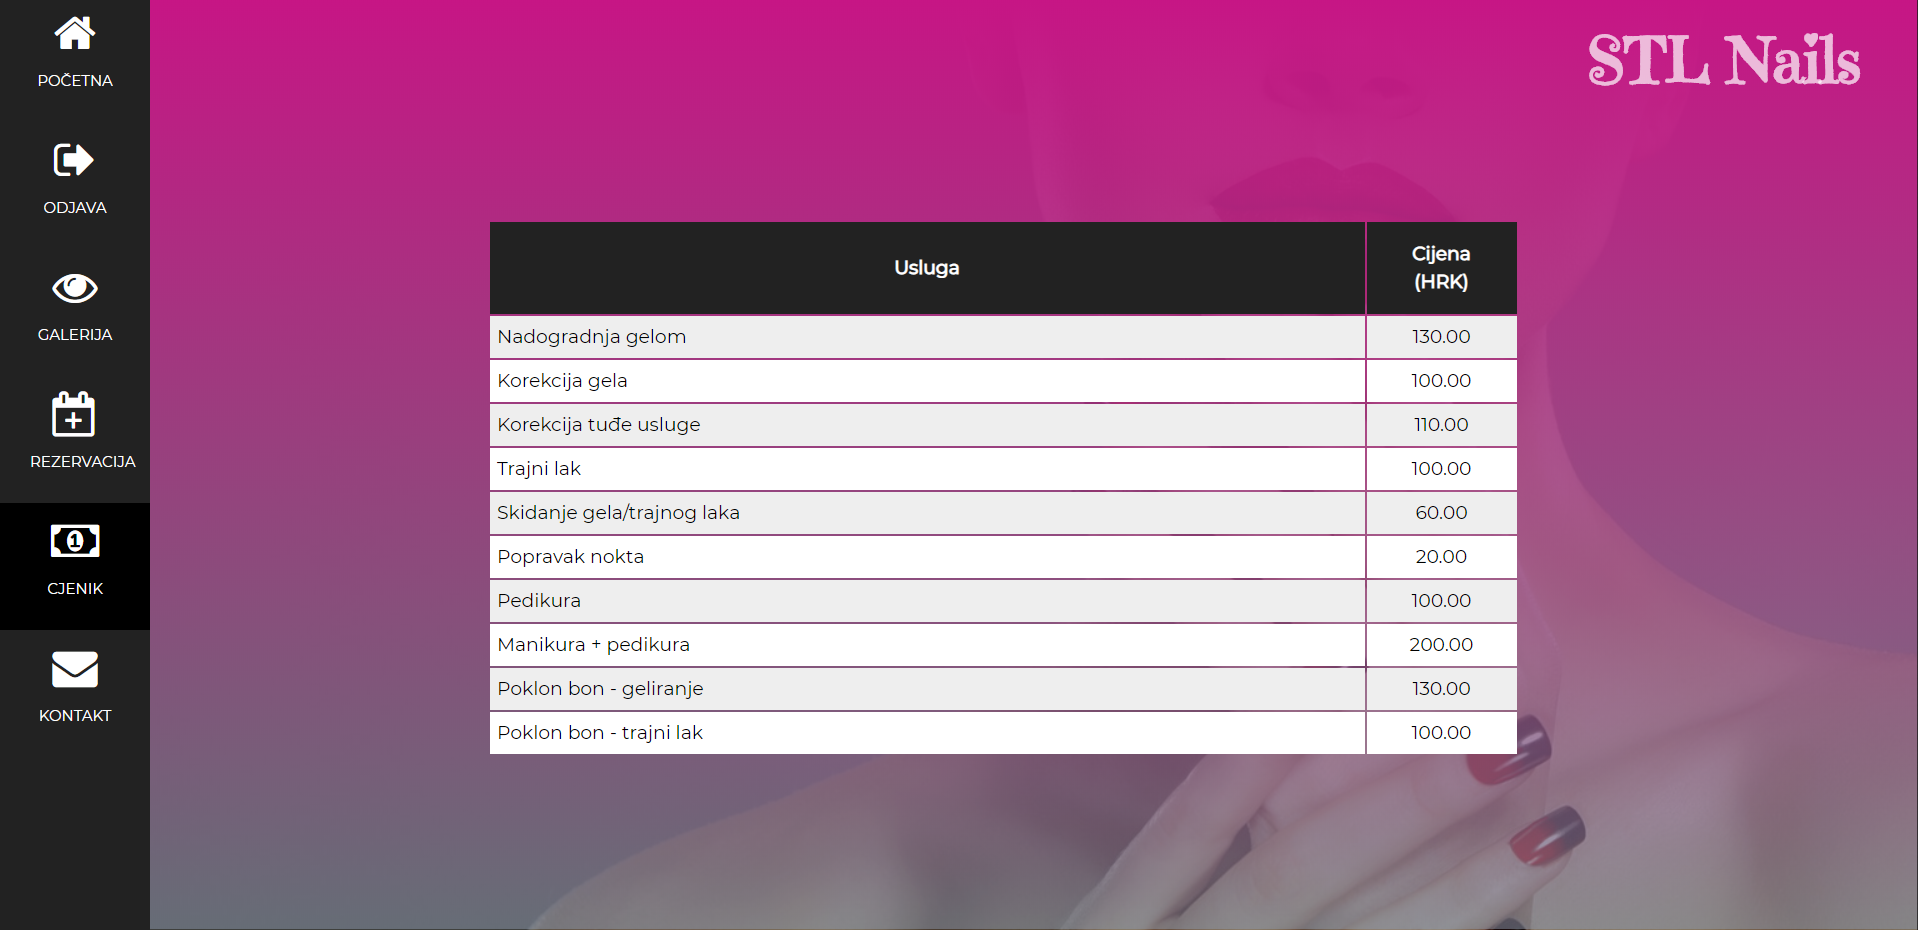 POČETNA
ODJAVA
GALERIJA
REZERVACIJA
CJENIK
KONTAKT
STL Nails
Usluga Cijena (HRK)
Nadogradnja gelom 130.00
Korekcija gela 100.00
Korekcija tuđe usluge 110.00
Trajni lak 100.00
Skidanje gela/trajnog laka 60.00
Popravak nokta 20.00
Pedikura 100.00
Manikura + pedikura 200.00
Poklon bon - geliranje 130.00
Poklon bon - trajni lak 100.00